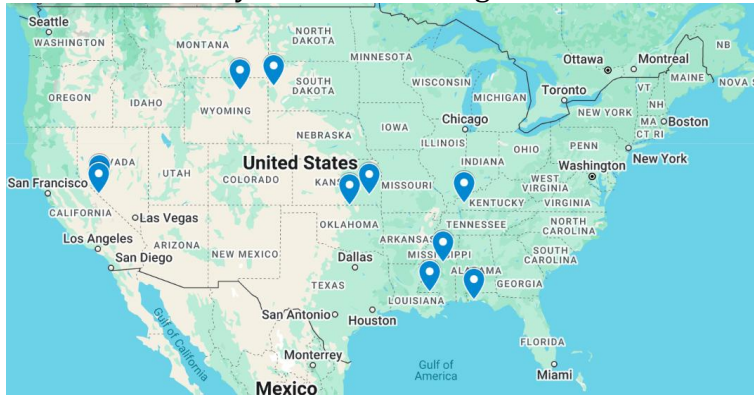 Seattle
WASHINGTON
MONTANA
NORTH
DAKOTA
MINNESOTA
Ottawa
Montreal
NB
MAINE
NOVA S
OREGON
IDAHO
WYOMING
SOUTH
DAKOTA
WISCONSIN
MICHIGAN
Toronto
VT
NH
NEW YORK
MA
Boston
CT RI
Chicago
IOWA
NEBRASKA
ILLINOIS
INDIANA
OHIO
PENN
New York
VADA
UTAH
COLORADO
United States
KANS
MISSOURI
WEST
VIRGINIA
Washington
San Francisco
CALIFORNIA
Las Vegas
KENTUCKY
VIRGINIA
OKLAHOMA
TENNESSEE
NORTH
CAROLINA
Los Angeles
ARIZONA
NEW MEXICO
ARKANSAS
MISSISSIPPI
SOUTH
CAROLINA
San Diego
Dallas
ALABAMA
GEORGIA
TEXAS
LOUISIANA
San Antonio
Houston
Gulf of
California
FLORIDA
Monterrey
Gulf of
America
Miami
Mexico